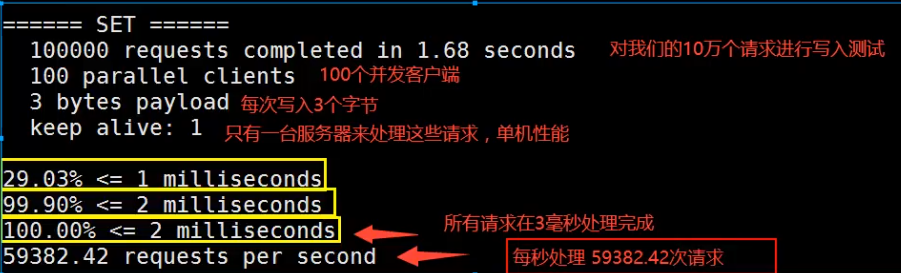 ====== SET ======
100000 requests completed in 1.68 seconds 对我们的10万个请求进行写入测试
100 parallel clients 100个并发客户端
3 bytes payload 每次写入3个字节
keep alive: 1 只有一台服务器来处理这些请求，单机性能
29.03% <= 1 milliseconds
99.90% <= 2 milliseconds
100.00% <= 2 milliseconds 所有请求在3毫秒处理完成
59382.42 requests per second 每秒处理 59382.42次请求